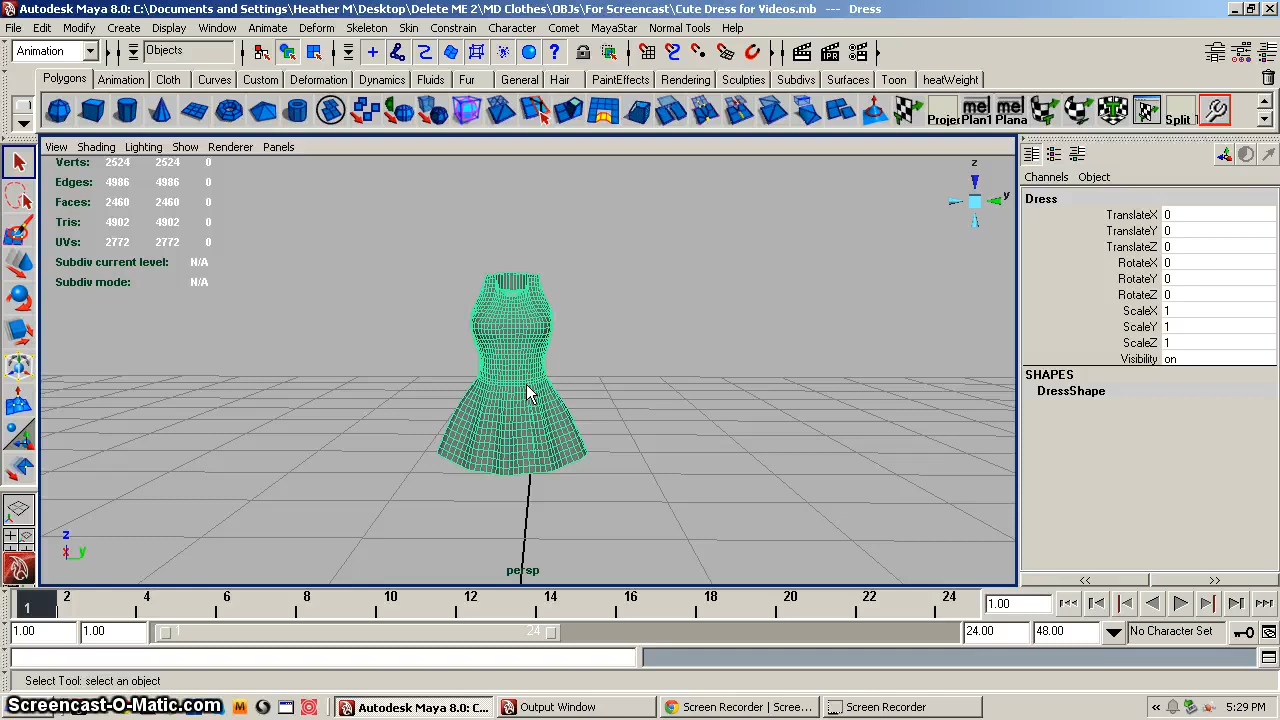 Autodesk Maya 8.0: C:\Documents and Settings\Heather M\Desktop\Delete ME 2\MD Clothes\OBJs\For Screencast\Cute Dress for Videos.mb --- Dress
File Edit Modify Create Display Window Animate Deform Skeleton Skin Constrain Character Comet MayaStar Normal Tools Help
Animation Objects
Polygons Animation Cloth Curves Custom Deformation Dynamics Fluids Fur General Hair PaintEffects Rendering Sculpties Subdivs Surfaces Toon heatWeight
Projer Plan1 Plana Split
View Shading Lighting Show Renderer Panels
Verts: 2524 2524 0
Edges: 4986 4986 0
Faces: 2460 2460 0
Tris: 4902 4902 0
UVs: 2772 2772 0
Subdiv current level: N/A
Subdiv mode: N/A
z
y
z
x y
persp
Channels Object
Dress
TranslateX 0
TranslateY 0
TranslateZ 0
RotateX 0
RotateY 0
RotateZ 0
ScaleX 1
ScaleY 1
ScaleZ 1
Visibility on
SHAPES
DressShape
<< >>
1 2 4 6 8 10 12 14 16 18 20 22 24 1.00
1.00 1.00 1 24 24.00 48.00 No Character Set
Select Tool: select an object
Screencast-O-Matic.com Autodesk Maya 8.0: C:... Output Window Screen Recorder | Scree... Screen Recorder « 5:29 PM